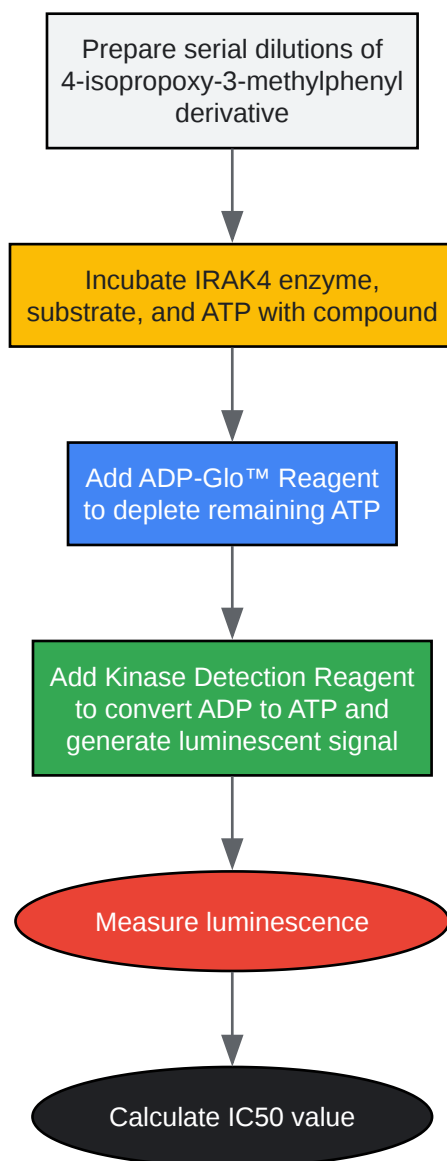 Prepare serial dilutions of
4-isopropoxy-3-methylphenyl
derivative
Incubate IRAK4 enzyme,
substrate, and ATP with compound
Add ADP-Glo™ Reagent
to deplete remaining ATP
Add Kinase Detection Reagent
to convert ADP to ATP and
generate luminescent signal
Measure luminescence
Calculate IC50 value